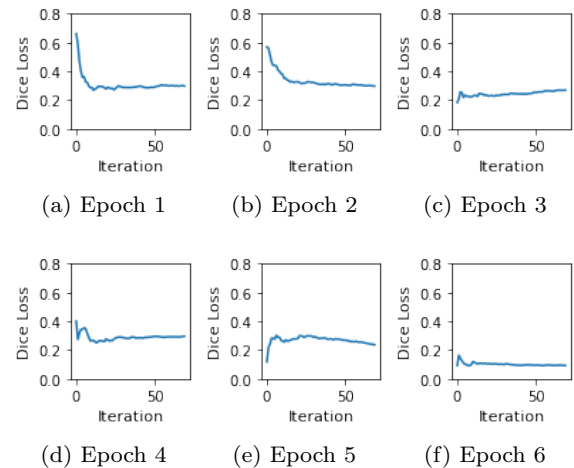 0.8
0.6
0.4
0.2
0.0
Dice Loss
0 50
Iteration
(a) Epoch 1
0.8
0.6
0.4
0.2
0.0
Dice Loss
0 50
Iteration
(b) Epoch 2
0.8
0.6
0.4
0.2
0.0
Dice Loss
0 50
Iteration
(c) Epoch 3
0.8
0.6
0.4
0.2
0.0
Dice Loss
0 50
Iteration
(d) Epoch 4
0.8
0.6
0.4
0.2
0.0
Dice Loss
0 50
Iteration
(e) Epoch 5
0.8
0.6
0.4
0.2
0.0
Dice Loss
0 50
Iteration
(f) Epoch 6